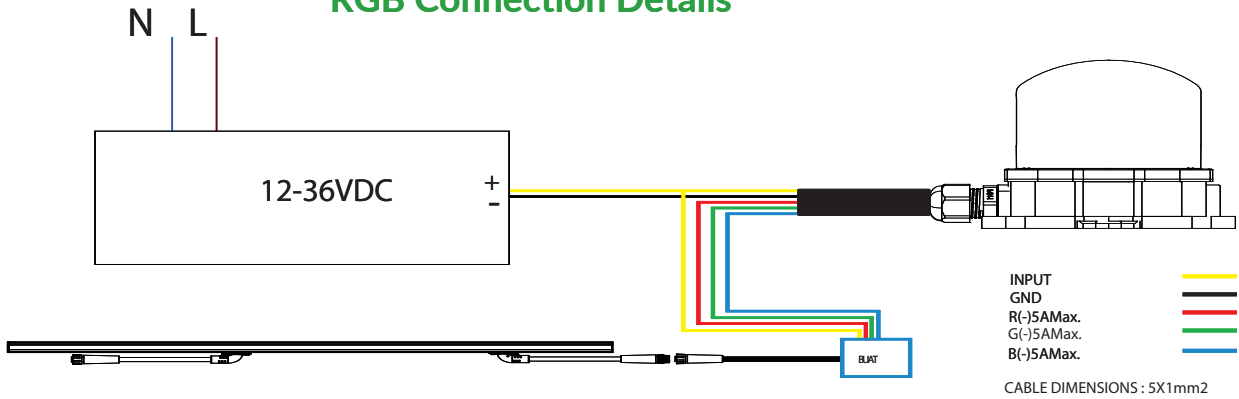 RGB Connection Details
N L
12-36VDC
+
-
INPUT
GND
R(-)5AMax.
G(-)5AMax.
B(-)5AMax.
BUAT
CABLE DIMENSIONS : 5X1mm2